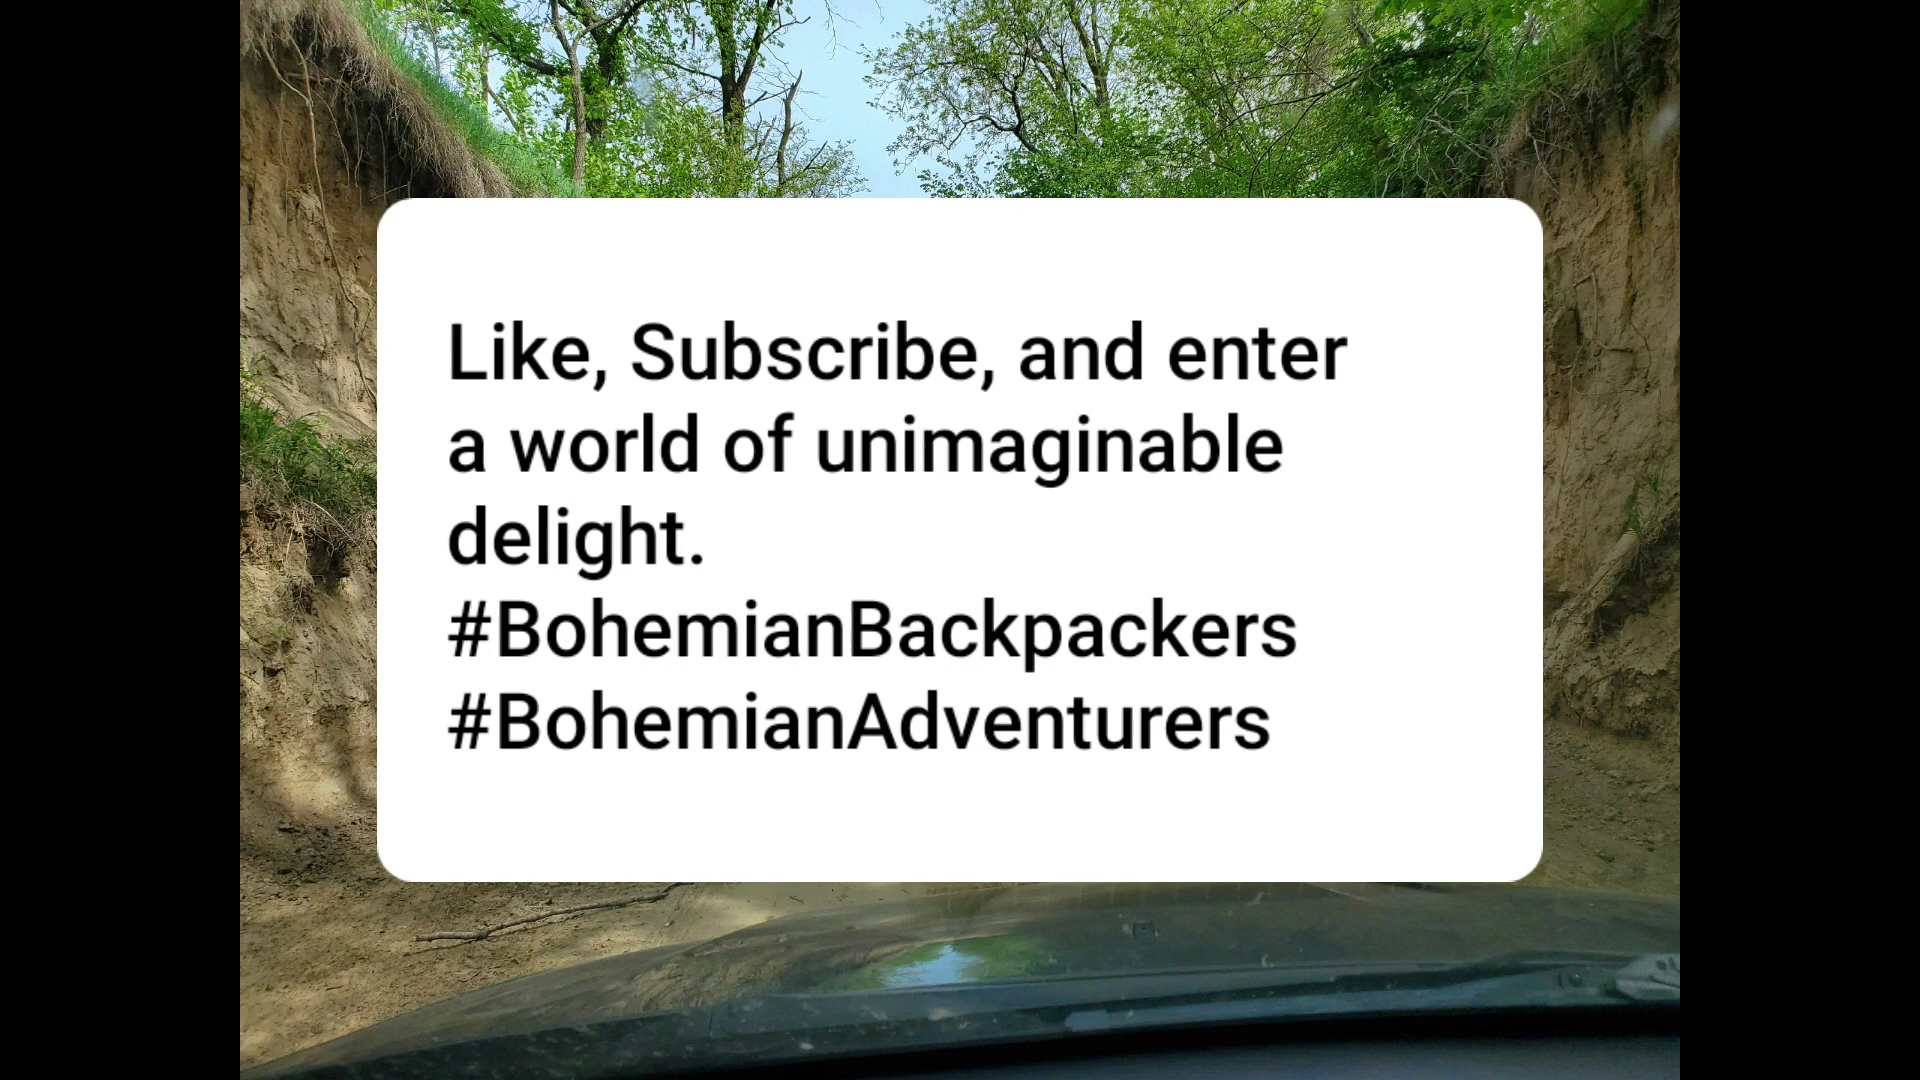 Like, Subscribe, and enter
a world of unimaginable
delight.
#BohemianBackpackers
#BohemianAdventurers